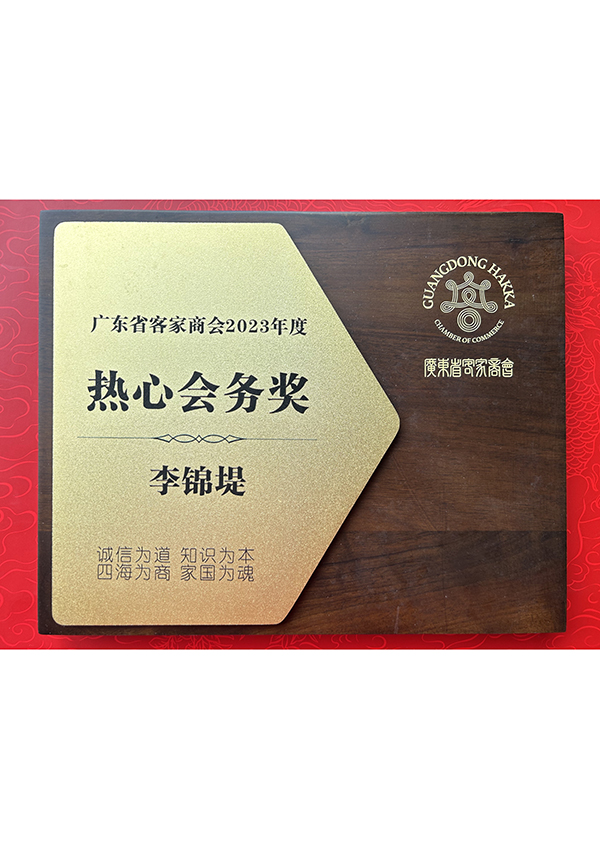 广东省客家商会2023年度
热心会务奖
李锦堤
诚信为道 知识为本
四海为商 家国为魂
GUANGDONG HAKKA
CHAMBER OF COMMERCE
廣東省客家商會